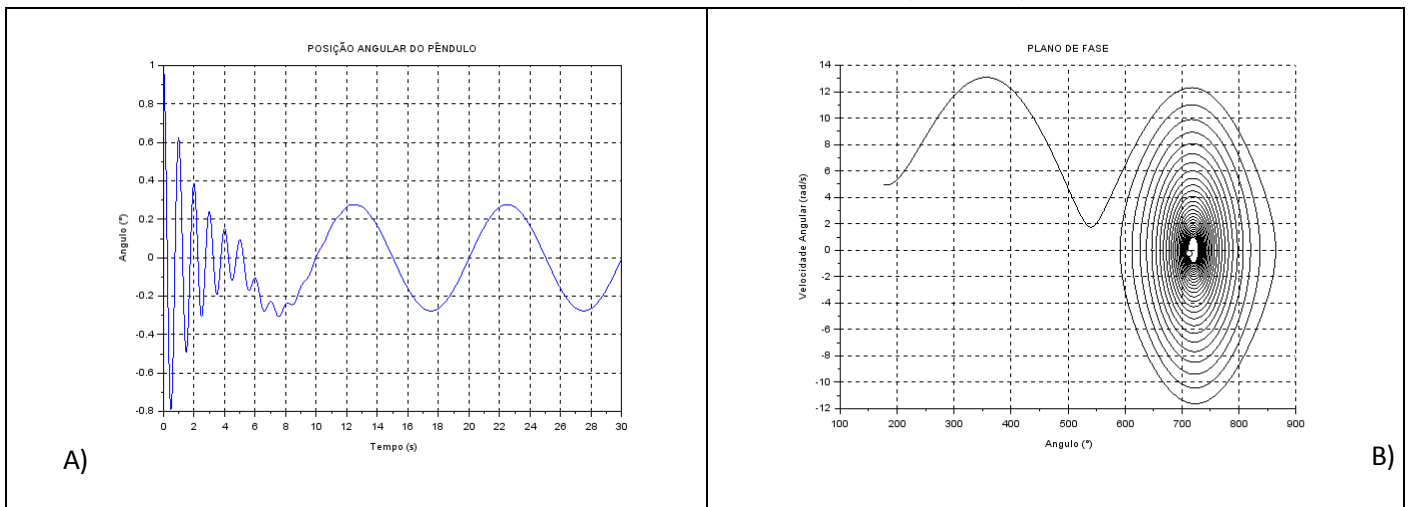 POSIÇÃO ANGULAR DO PÊNDULO
1
0.8
0.6
0.4
0.2
0
-0.2
-0.4
-0.6
-0.8
Angulo (°)
0 2 4 6 8 10 12 14 16 18 20 22 24 26 28 30
Tempo (s)
A)
PLANO DE FASE
14
12
10
8
6
4
2
0
-2
-4
-6
-8
-10
-12
Velocidade Angular (rad/s)
100 200 300 400 500 600 700 800 900
Angulo (°)
B)